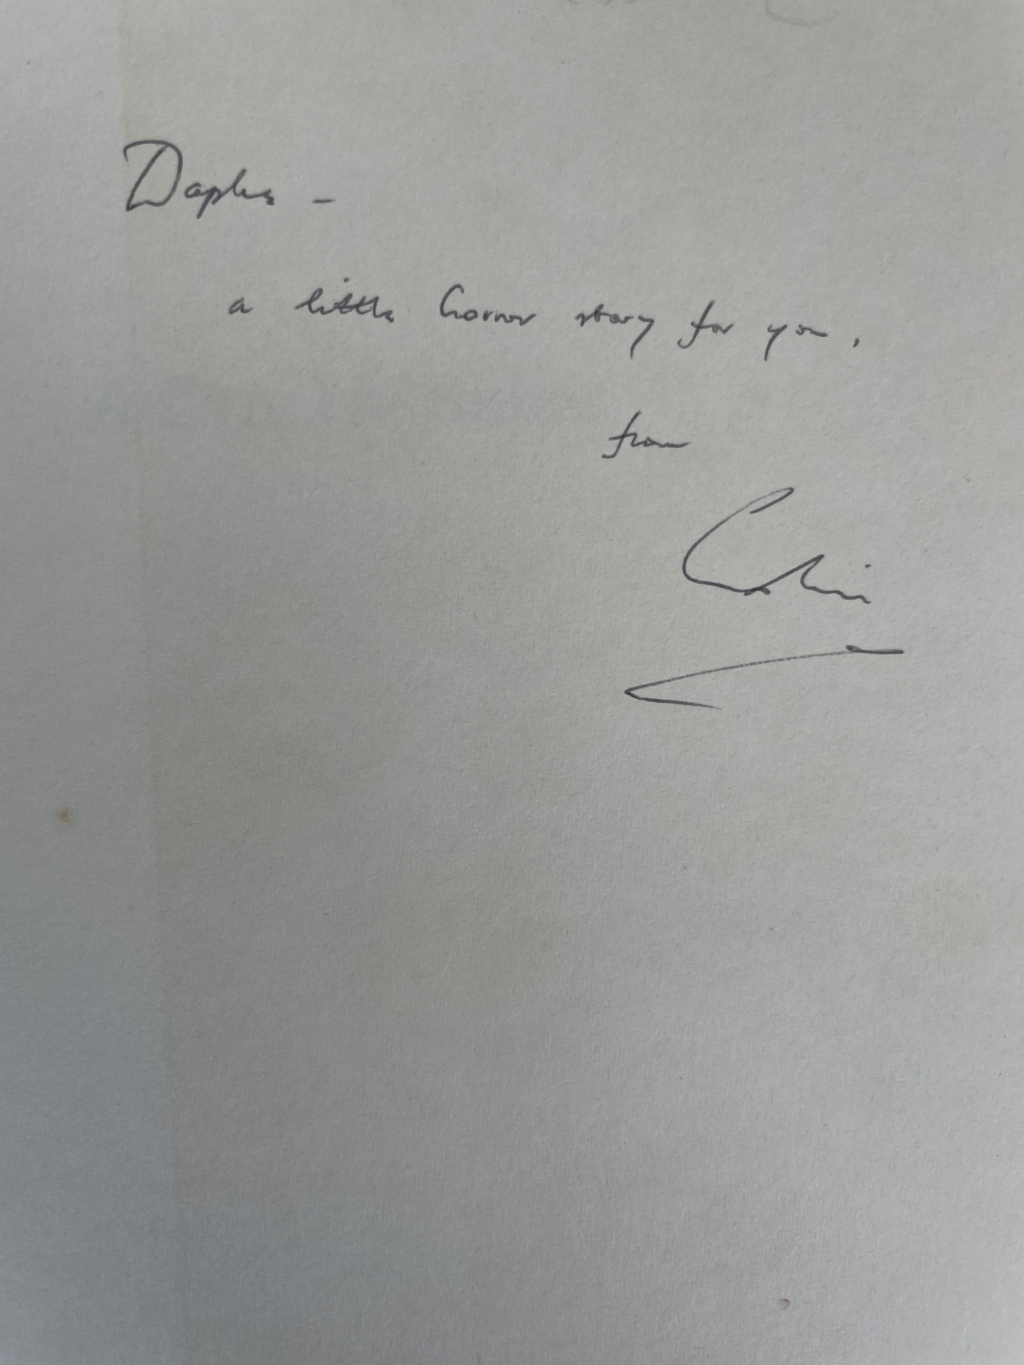 Daphne -
a little horror story for you,
from
Colin